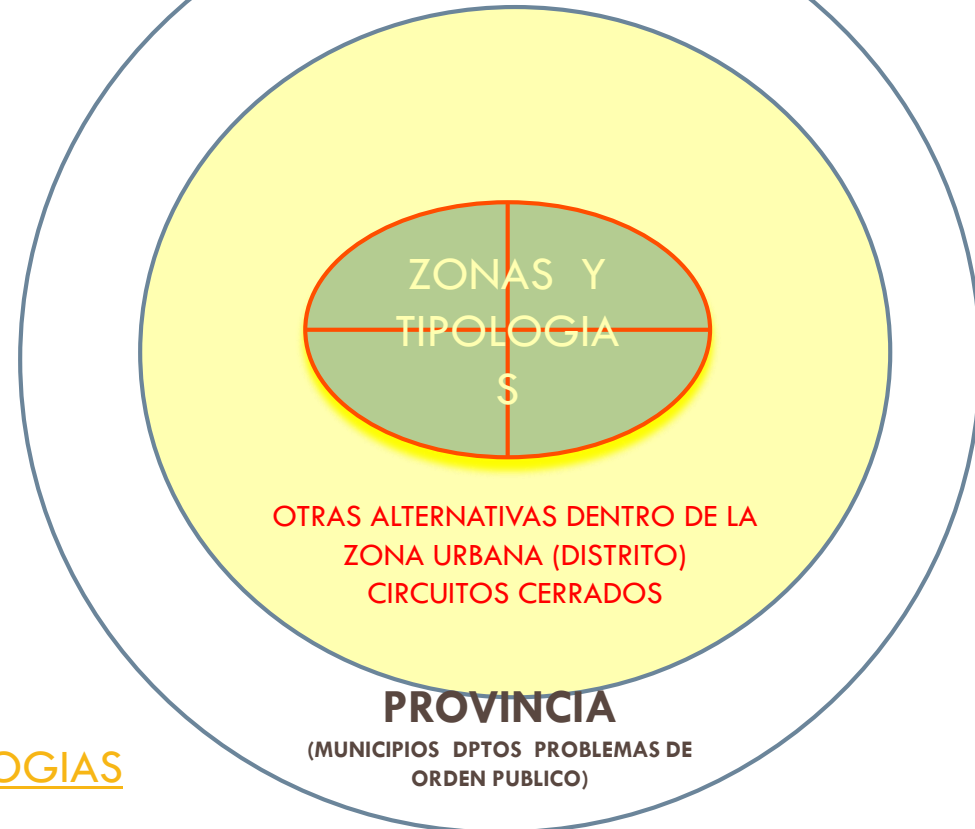 ZONAS Y
TIPOLOGIA
S
OTRAS ALTERNATIVAS DENTRO DE LA
ZONA URBANA (DISTRITO)
CIRCUITOS CERRADOS
PROVINCIA
(MUNICIPIOS DPTOS PROBLEMAS DE
ORDEN PUBLICO)
OGIAS